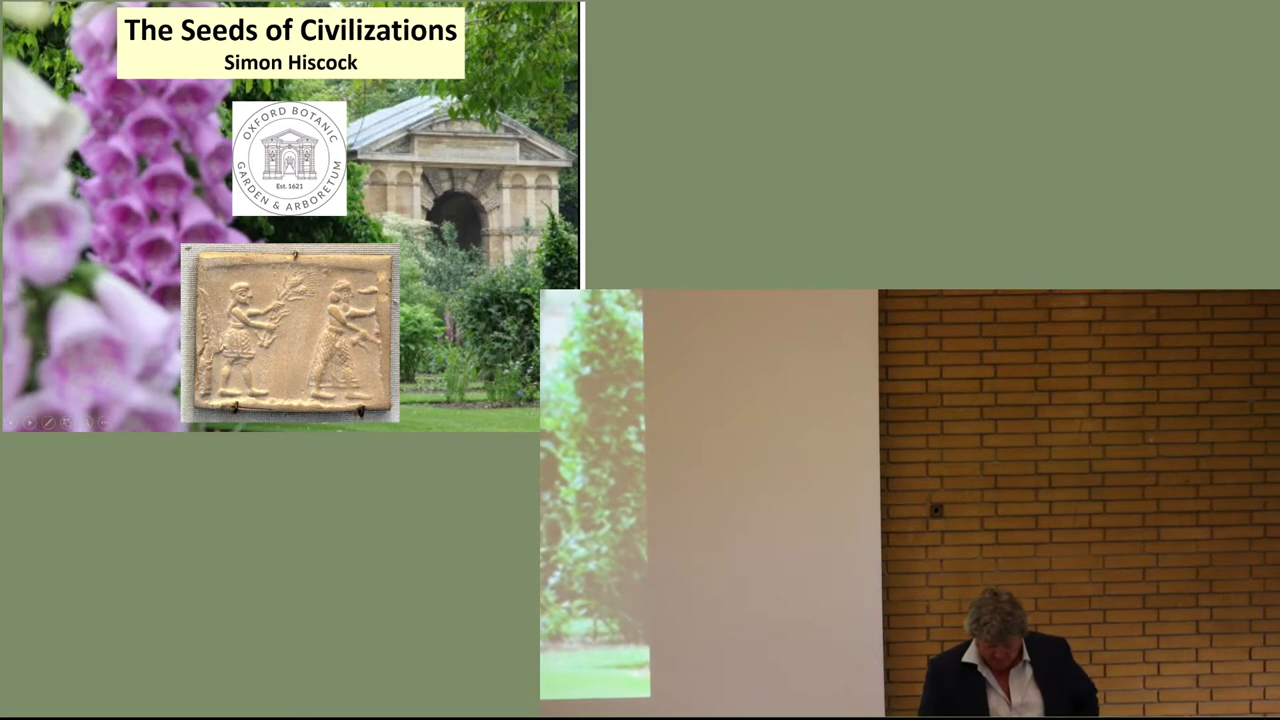 The Seeds of Civilizations
Simon Hiscock
OXFORD BOTANIC
Est. 1621
GARDEN & ARBORETUM